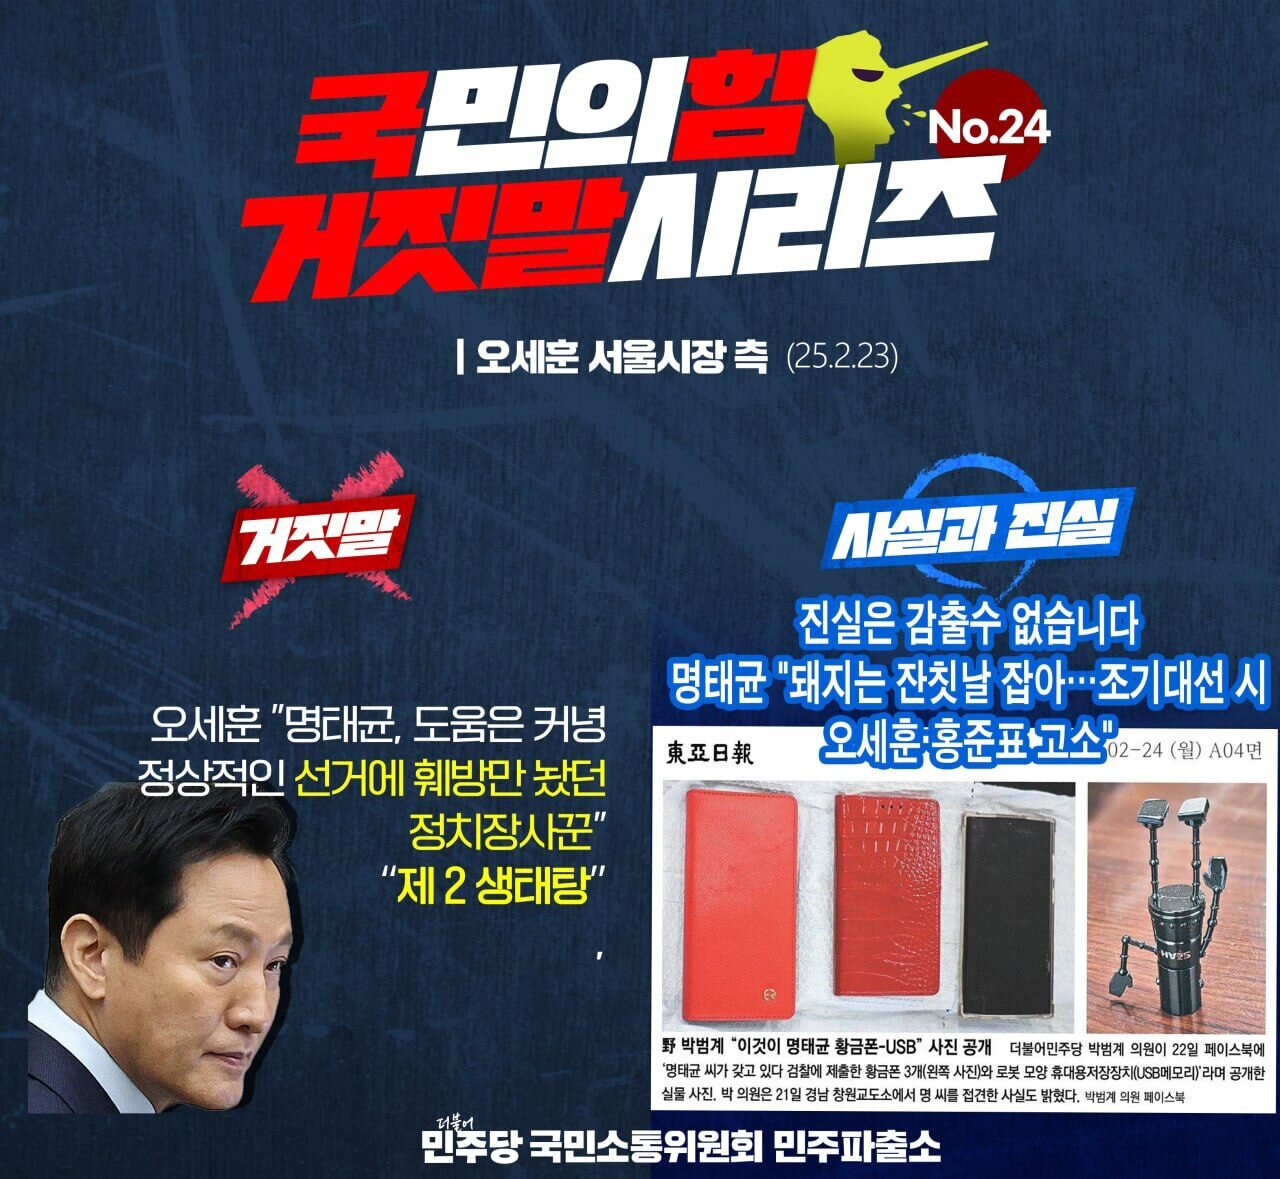 국민의힘
No.24
거짓말시리즈
| 오세훈 서울시장 측 (25.2.23)
거짓말
오세훈 "명태균, 도움은 커녕
정상적인 선거에 훼방만 놨던
정치장사꾼"
“제 2 생태탕”
,
사실과 진실
진실은 감출수 없습니다
명태균 "돼지는 잔칫날 잡아…조기대선 시
오세훈·홍준표 고소"
東亞日報
02-24 (월) A04면
野 박범계 “이것이 명태균 황금폰-USB” 사진 공개 더불어민주당 박범계 의원이 22일 페이스북에
‘명태균 씨가 갖고 있다 검찰에 제출한 황금폰 3개(왼쪽 사진)와 로봇 모양 휴대용저장장치(USB메모리)’라며 공개한
실물 사진. 박 의원은 21일 경남 창원교도소에서 명 씨를 접견한 사실도 밝혔다. 박범계 의원 페이스북
더불어
민주당 국민소통위원회 민주파출소